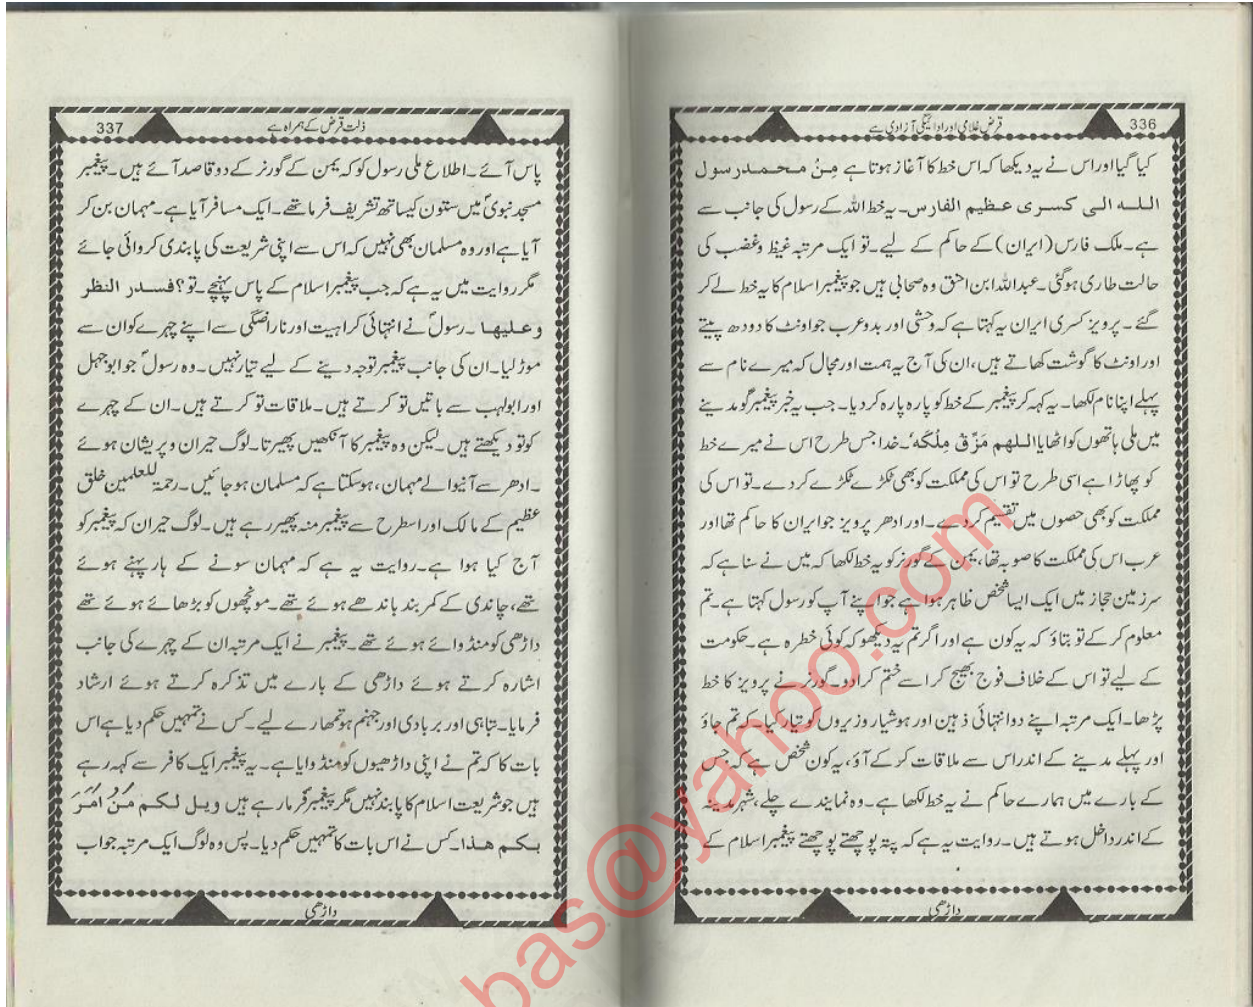 336
قرض غلامی اور ادائیگی آزادی ہے
کیا گیا اور اس نے یہ دیکھا کہ اس خط کا آغاز ہوتا ہے مِنْ محمد رسول
اللہ الی کسری عظیم الفارس۔ یہ خط اللہ کے رسول کی جانب سے
ہے۔ ملک فارس (ایران) کے حاکم کے لیے۔ تو ایک مرتبہ غیظ و غضب کی
حالت طاری ہوگئی۔ عبداللہ ابن اسحق وہ صحابی ہیں جو پیغمبر اسلام کا یہ خط لے کر
گئے۔ پرویز کسری ایران یہ کہتا ہے کہ وحشی اور بدو عرب جو اونٹ کا دودھ پیتے
اور اونٹ کا گوشت کھاتے ہیں، ان کی آج یہ ہمت اور مجال کہ میرے نام سے
پہلے اپنا نام لکھا۔ یہ کہہ کر پیغمبر کے خط کو پارہ پارہ کر دیا۔ جب یہ خبر پیغمبر کو مدینے
میں ملی ہاتھوں کو اٹھایا اللھم مَزِّق مِلْکَہٗ۔ خدا، جس طرح اس نے میرے خط
کو پھاڑا ہے اسی طرح تو اس کی مملکت کو بھی ٹکڑے ٹکڑے کر دے۔ تو اس کی
مملکت کو بھی حصوں میں تقسیم کر دے۔ اور ادھر پرویز جو ایران کا حاکم تھا اور
عرب اس کی مملکت کا صوبہ تھا، یمن کے گورنر کو یہ خط لکھا کہ میں نے سنا ہے کہ
سرزمین حجاز میں ایک ایسا شخص ظاہر ہوا ہے جو اپنے آپ کو رسول کہتا ہے۔ تم
معلوم کر کے تو بتاؤ کہ یہ کون ہے اور اگر تم یہ دیکھو کہ کوئی خطرہ ہے۔ حکومت
کے لیے تو اس کے خلاف فوج بھیج کر اسے ختم کرا دو۔ گورنر نے پرویز کا خط
پڑھا۔ ایک مرتبہ اپنے دو انتہائی ذہین اور ہوشیار وزیروں کو تیار کیا۔ کہ تم جاؤ
اور پہلے مدینے کے اندر اس سے ملاقات کر کے آؤ، یہ کون شخص ہے کہ جس
کے بارے میں ہمارے حاکم نے یہ خط لکھا ہے۔ وہ نمایندے چلے، شہر مدینہ
کے اندر داخل ہوتے ہیں۔ روایت یہ ہے کہ پتہ پوچھتے پوچھتے پیغمبر اسلام کے
داڑھی
337
ذلت قرض کے ہمراہ ہے
پاس آئے۔ اطلاع ملی رسول کو کہ یمن کے گورنر کے دو قاصد آئے ہیں۔ پیغمبر
مسجد نبویؐ میں ستون کیساتھ تشریف فرما تھے۔ ایک مسافر آیا ہے۔ مہمان بن کر
آیا ہے اور وہ مسلمان بھی نہیں کہ اس سے اپنی شریعت کی پابندی کروائی جائے
مگر روایت میں یہ ہے کہ جب پیغمبر اسلام کے پاس پہنچے۔ تو؟ فسدر النظر
وعلیھا۔ رسولؐ نے انتہائی کراہیت اور ناراضگی سے اپنے چہرے کو ان سے
موڑ لیا۔ ان کی جانب پیغمبر توجہ دینے کے لیے تیار نہیں۔ وہ رسولؐ جو ابوجہل
اور ابولہب سے باتیں تو کرتے ہیں۔ ملاقات تو کرتے ہیں۔ ان کے چہرے
کو تو دیکھتے ہیں۔ لیکن وہ پیغمبر کا آنکھیں پھیرتا۔ لوگ حیران و پریشان ہوئے
۔ ادھر سے آنیوالے مہمان، ہوسکتا ہے کہ مسلمان ہو جائیں۔ رحمۃ للعلمین خلق
عظیم کے مالک اور اسطرح سے پیغمبر منہ پھیر رہے ہیں۔ لوگ حیران کہ پیغمبر کو
آج کیا ہوا ہے۔ روایت یہ ہے کہ مہمان سونے کے ہار پہنے ہوئے
تھے، چاندی کے کمر بند باندھے ہوئے تھے۔ مونچھوں کو بڑھائے ہوئے تھے
داڑھی کو منڈوائے ہوئے تھے۔ پیغمبر نے ایک مرتبہ ان کے چہرے کی جانب
اشارہ کرتے ہوئے داڑھی کے بارے میں تذکرہ کرتے ہوئے ارشاد
فرمایا۔ تباہی اور بربادی اور جہنم ہو تمھارے لیے۔ کس نے تمہیں حکم دیا ہے اس
بات کا کہ تم نے اپنی داڑھیوں کو منڈوایا ہے۔ یہ پیغمبر ایک کافر سے کہہ رہے
ہیں جو شریعت اسلام کا پابند نہیں مگر پیغمبر فرما رہے ہیں ویل لکم مَنْ اَمَرَ
بکم ھذا۔ کس نے اس بات کا تمہیں حکم دیا۔ پس وہ لوگ ایک مرتبہ جواب
داڑھی
bas@yahoo.com